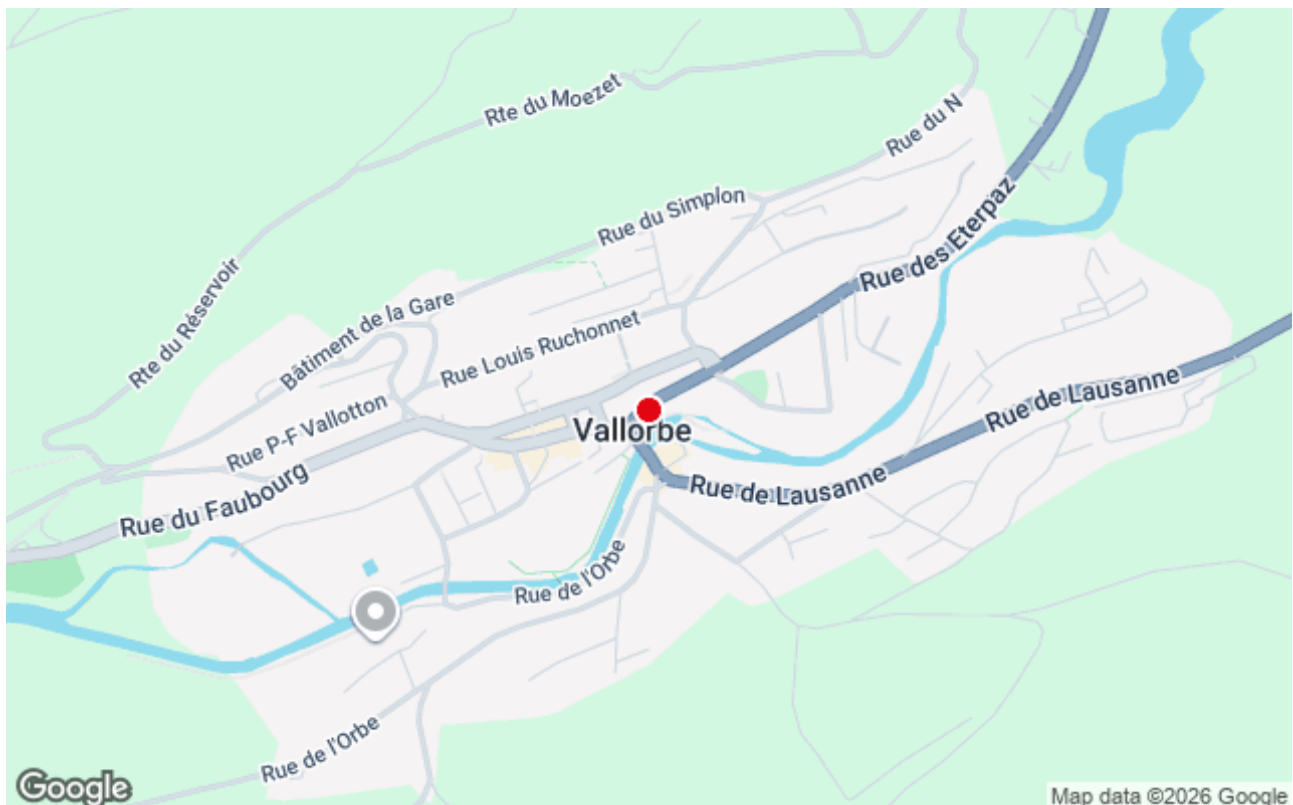 Rte du Moezet
Rue du N
Rue du Simplon
Rue des Eterpaz
Rte du Réservoir
Bâtiment de la Gare
Rue Louis Ruchonnet
Rue P-F Vallotton
Vallorbe
Rue de Lausanne
Rue de Lausanne
Rue du Faubourg
Rue de l'Orbe
Rue de l'Orbe
Google
Map data ©2026 Google